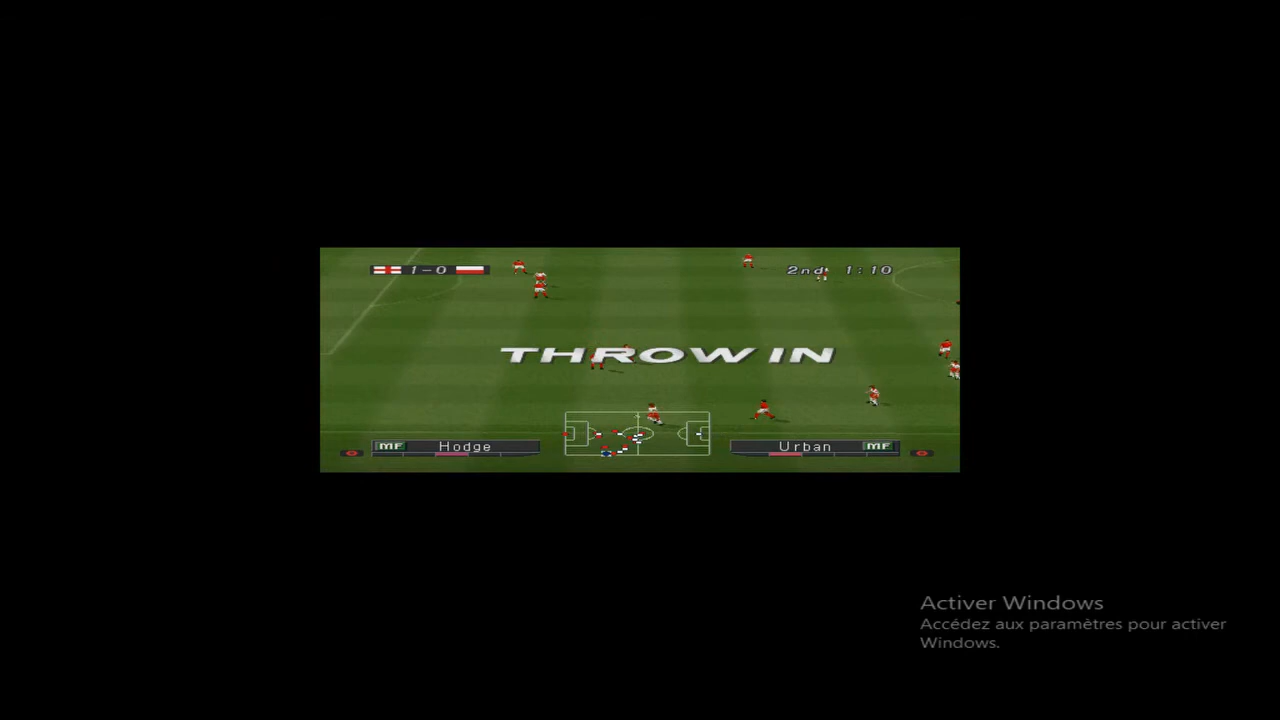 1-0
2nd 1:10
THROW IN
MF Hodge
Urban MF
Activer Windows
Accédez aux paramètres pour activer
Windows.